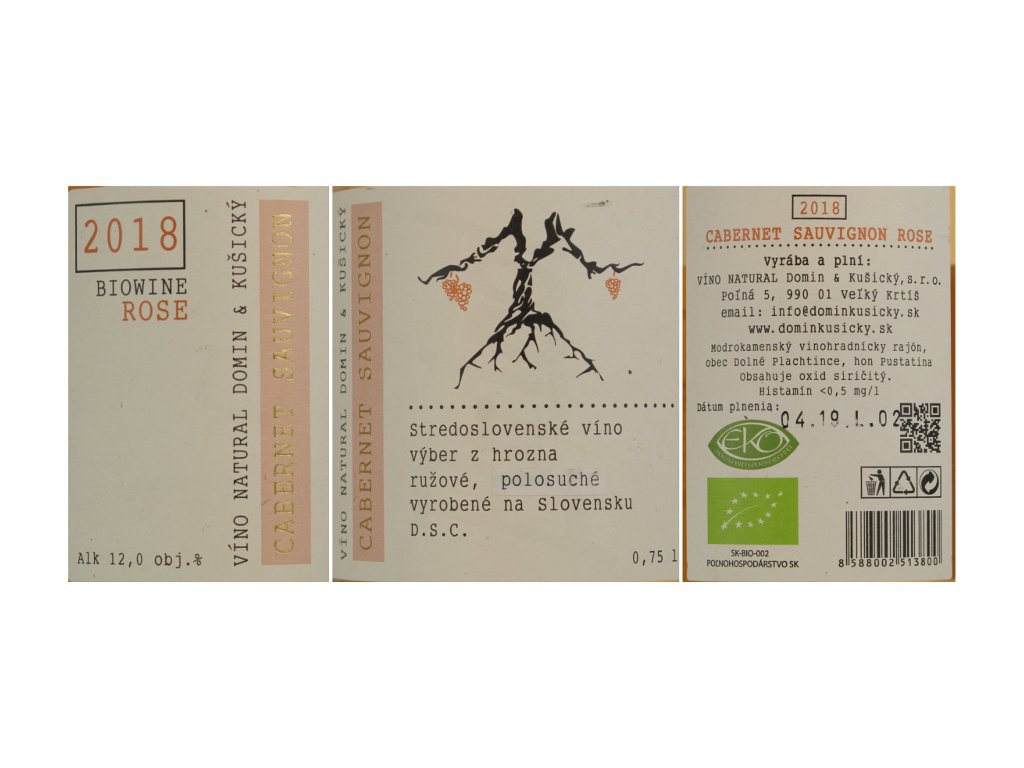 2018
BIOWINE
ROSE
Alk 12,0 obj.%
VÍNO NATURAL DOMIN & KUŠICKÝ
CABERNET SAUVIGNON
VÍNO NATURAL DOMIN & KUŠICKÝ
CABERNET SAUVIGNON
Stredoslovenské víno
výber z hrozna
ružové, polosuché
vyrobené na Slovensku
D.S.C.
0,75 l
2018
CABERNET SAUVIGNON ROSE
vyrába a plní:
VÍNO NATURAL Domin & Kušický,s.r.o.
Poľná 5, 990 01 Veľký Krtíš
email: info@dominkusicky.sk
www.dominkusicky.sk
Modrokamenský vinohradnícky rajón,
obec Dolné Plachtince, hon Pustatina
Obsahuje oxid siričitý.
Histamín <0,5 mg/l
Dátum plnenia:
04.19.L.02
EKO
SK-BIO-002
POĽNOHOSPODÁRSTVO SK
8 588002 513800